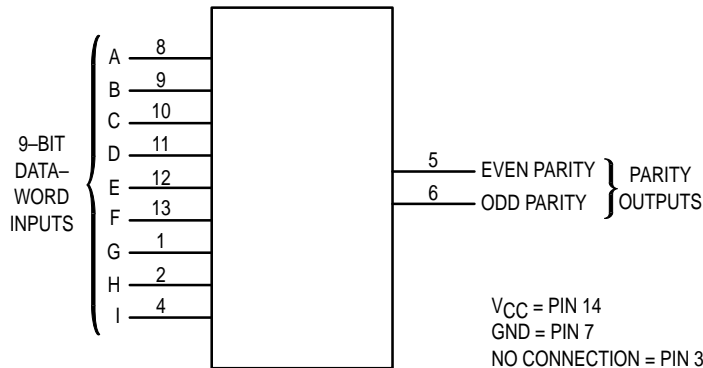 A 8
B 9
C 10
D 11
E 12
F 13
G 1
H 2
I 4
9–BIT
DATA–
WORD
INPUTS
5 EVEN PARITY
6 ODD PARITY
PARITY
OUTPUTS
VCC = PIN 14
GND = PIN 7
NO CONNECTION = PIN 3